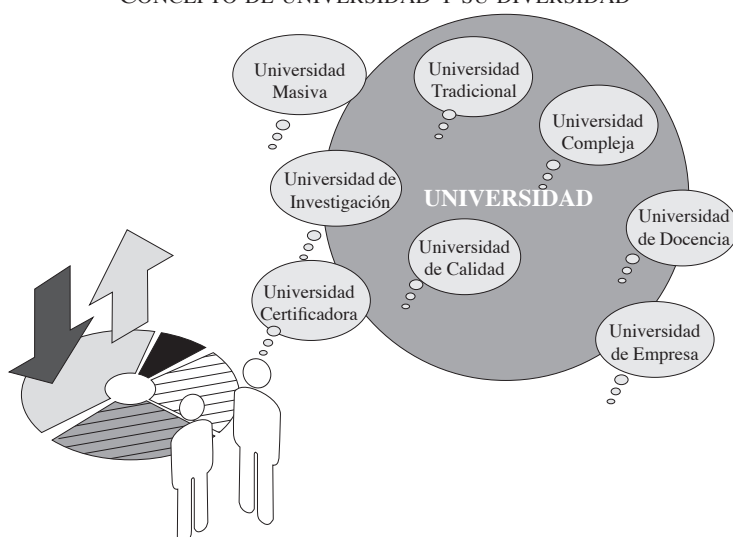 CONCEPTO DE UNIVERSIDAD Y SU DIVERSIDAD
Universidad
Masiva
Universidad
Tradicional
Universidad
Compleja
Universidad de
Investigación
UNIVERSIDAD
Universidad
de Docencia
Universidad
de Calidad
Universidad
Certificadora
Universidad
de Empresa